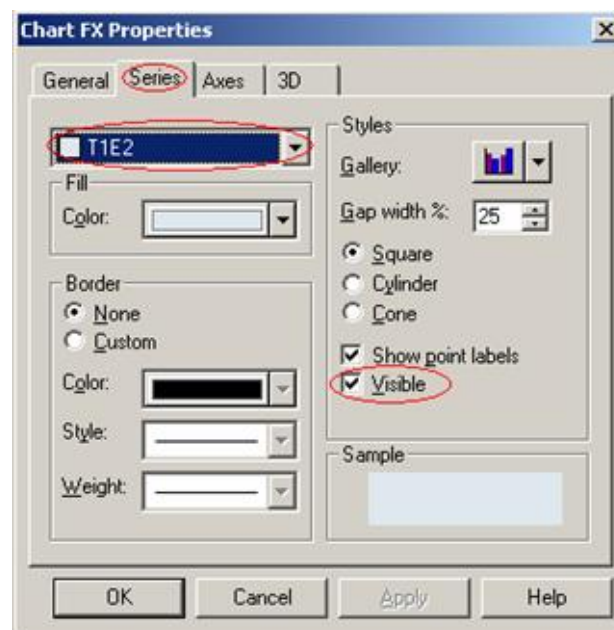 Chart FX Properties
General Series Axes 3D
T1E2
Fill
Color:
Border
None
Custom
Color:
Style:
Weight:
Styles
Gallery:
Gap width %: 25
Square
Cylinder
Cone
Show point labels
Visible
Sample
OK Cancel Apply Help